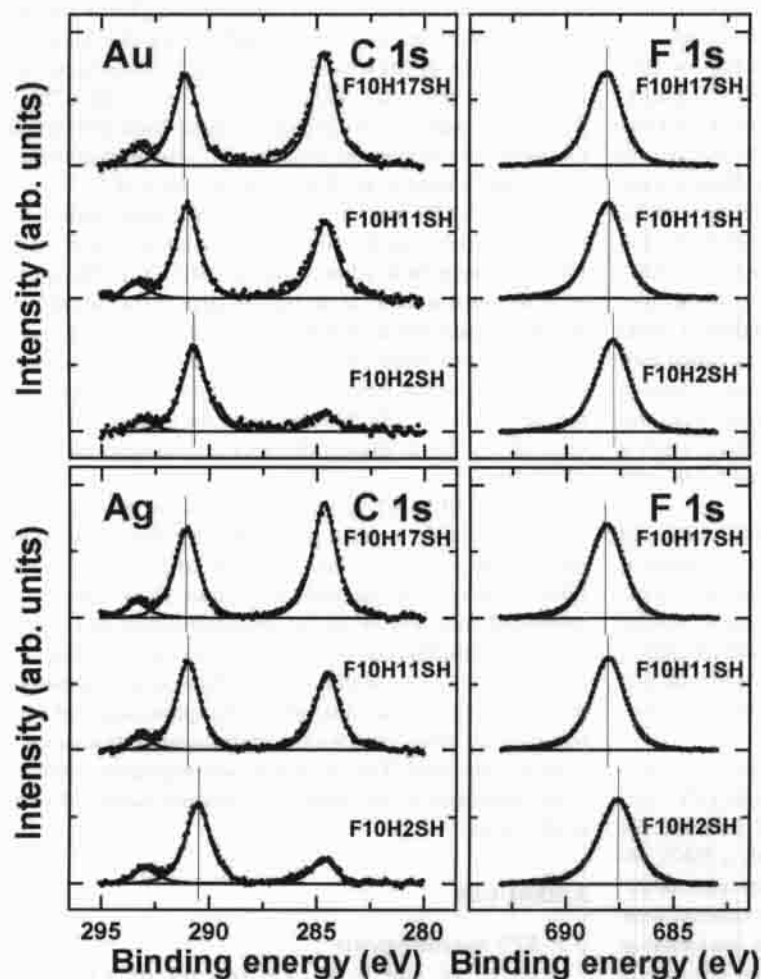 Au C 1s F 1s
F10H17SH F10H17SH
F10H11SH F10H11SH
F10H2SH F10H2SH
Intensity (arb. units)
Ag C 1s F 1s
F10H17SH F10H17SH
F10H11SH F10H11SH
F10H2SH F10H2SH
Intensity (arb. units)
295 290 285 280 690 685
Binding energy (eV) Binding energy (eV)